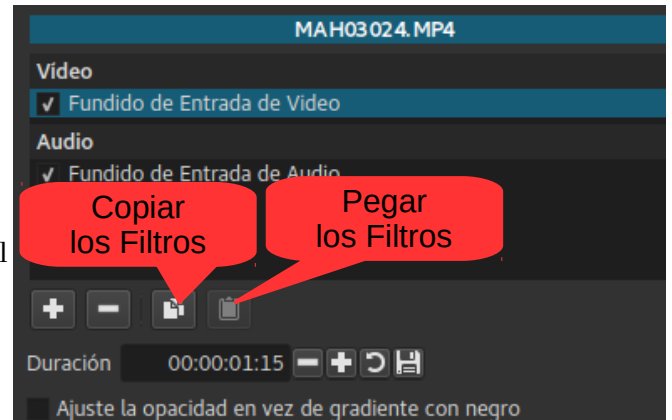 MAH03024.MP4
Vídeo
Fundido de Entrada de Video
Audio
Fundido de Entrada de Audio
Copiar
los Filtros
Pegar
los Filtros
l
Duración 00:00:01:15
Ajuste la opacidad en vez de gradiente con negro